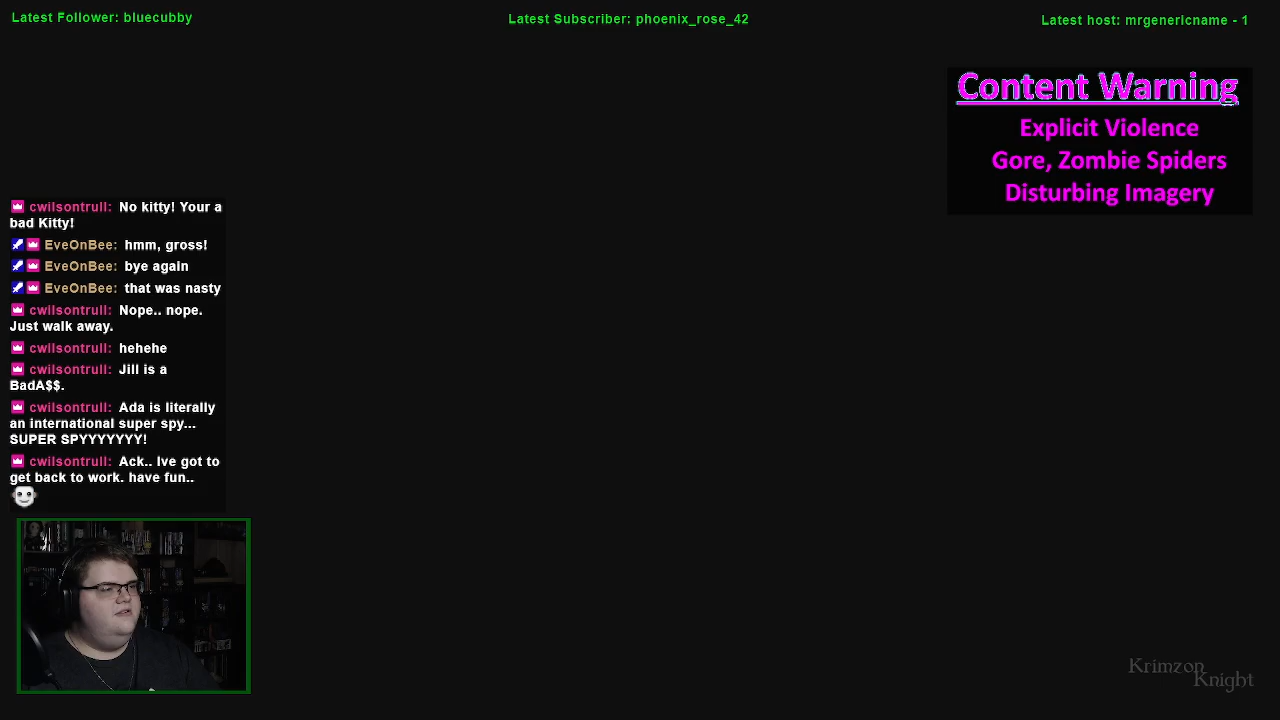 Latest Follower: bluecubby
Latest Subscriber: phoenix_rose_42
Latest host: mrgenericname - 1
Content Warning
Explicit Violence
Gore, Zombie Spiders
Disturbing Imagery
cwilsontrull: No kitty! Your a
bad Kitty!
EveOnBee: hmm, gross!
EveOnBee: bye again
EveOnBee: that was nasty
cwilsontrull: Nope.. nope.
Just walk away.
cwilsontrull: hehehe
cwilsontrull: Jill is a
BadA$$.
cwilsontrull: Ada is literally
an international super spy...
SUPER SPYYYYYYY!
cwilsontrull: Ack.. Ive got to
get back to work. have fun..
Krimzon
Knight